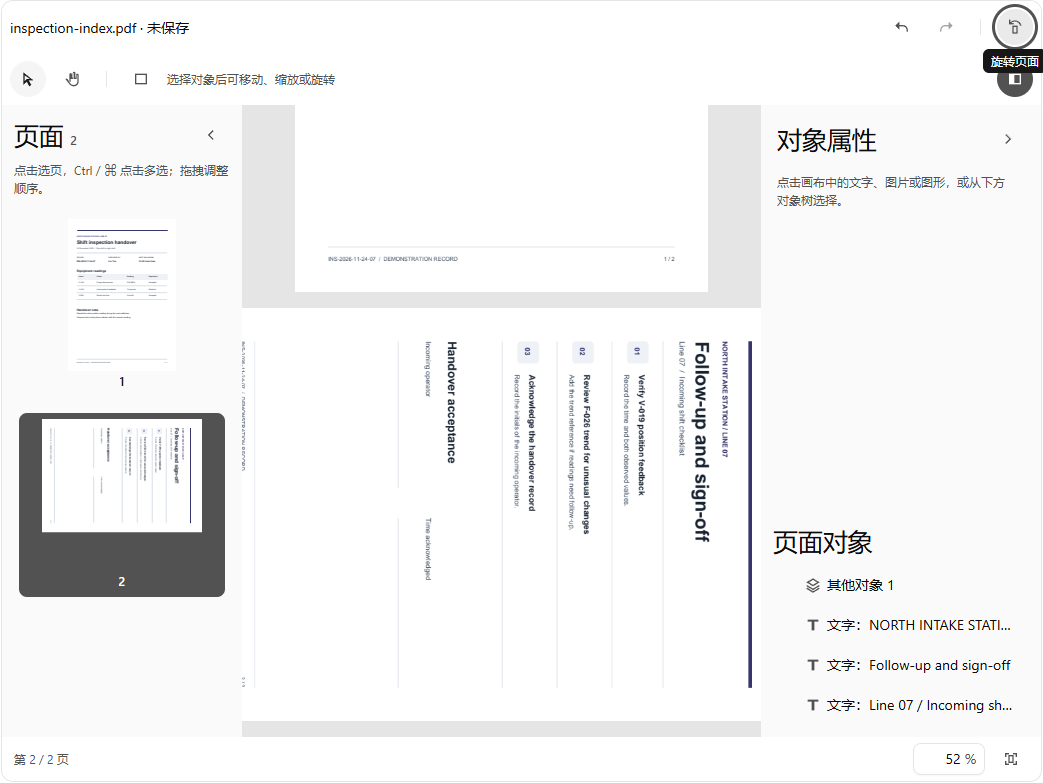 inspection-index.pdf · 未保存
旋转页面
选择对象后可移动、缩放或旋转
页面 2
点击选页，Ctrl / ⌘ 点击多选；拖拽调整
顺序。
Shift inspection handover
1
Follow-up and sign-off
2
INS-2026-11-24-07 / DEMONSTRATION RECORD
1 / 2
NORTH INTAKE STATION / LINE 07
Follow-up and sign-off
Line 07 / Incoming shift checklist
01
Verify V-019 position feedback
Record the time and both observed values.
02
Review F-026 trend for unusual changes
Add the trend reference if readings need follow-up.
03
Acknowledge the handover record
Record the initials of the incoming operator.
Handover acceptance
Incoming operator
Time acknowledged
对象属性
点击画布中的文字、图片或图形，或从下方
对象树选择。
页面对象
其他对象 1
T 文字：NORTH INTAKE STATI...
T 文字：Follow-up and sign-off
T 文字：Line 07 / Incoming sh...
第 2 / 2 页
52 %